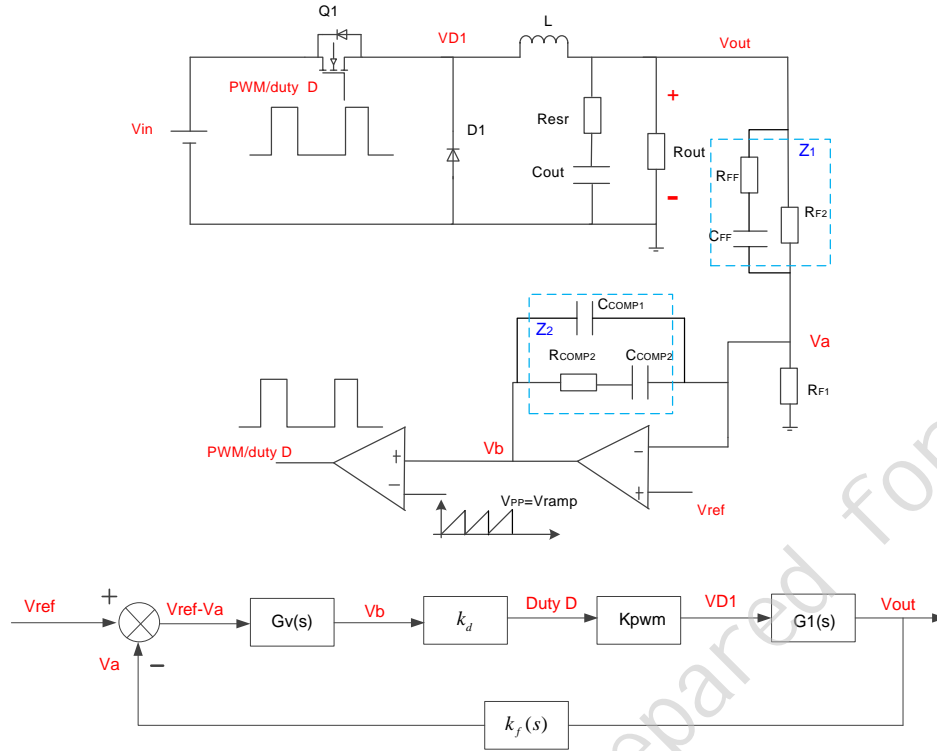 Q1
VD1
L
Vout
PWM/duty D
Vin
D1
Resr
Cout
+
Rout
-
Z1
RFF
RF2
CFF
CCOMP1
Z2
RCOMP2
CCOMP2
Va
RF1
PWM/duty D
Vb
+
−
−
+
VPP=Vramp
Vref
Vref
+
Vref-Va
Gv(s)
Vb
kd
Duty D
Kpwm
VD1
G1(s)
Vout
Va
−
kf(s)
epared for